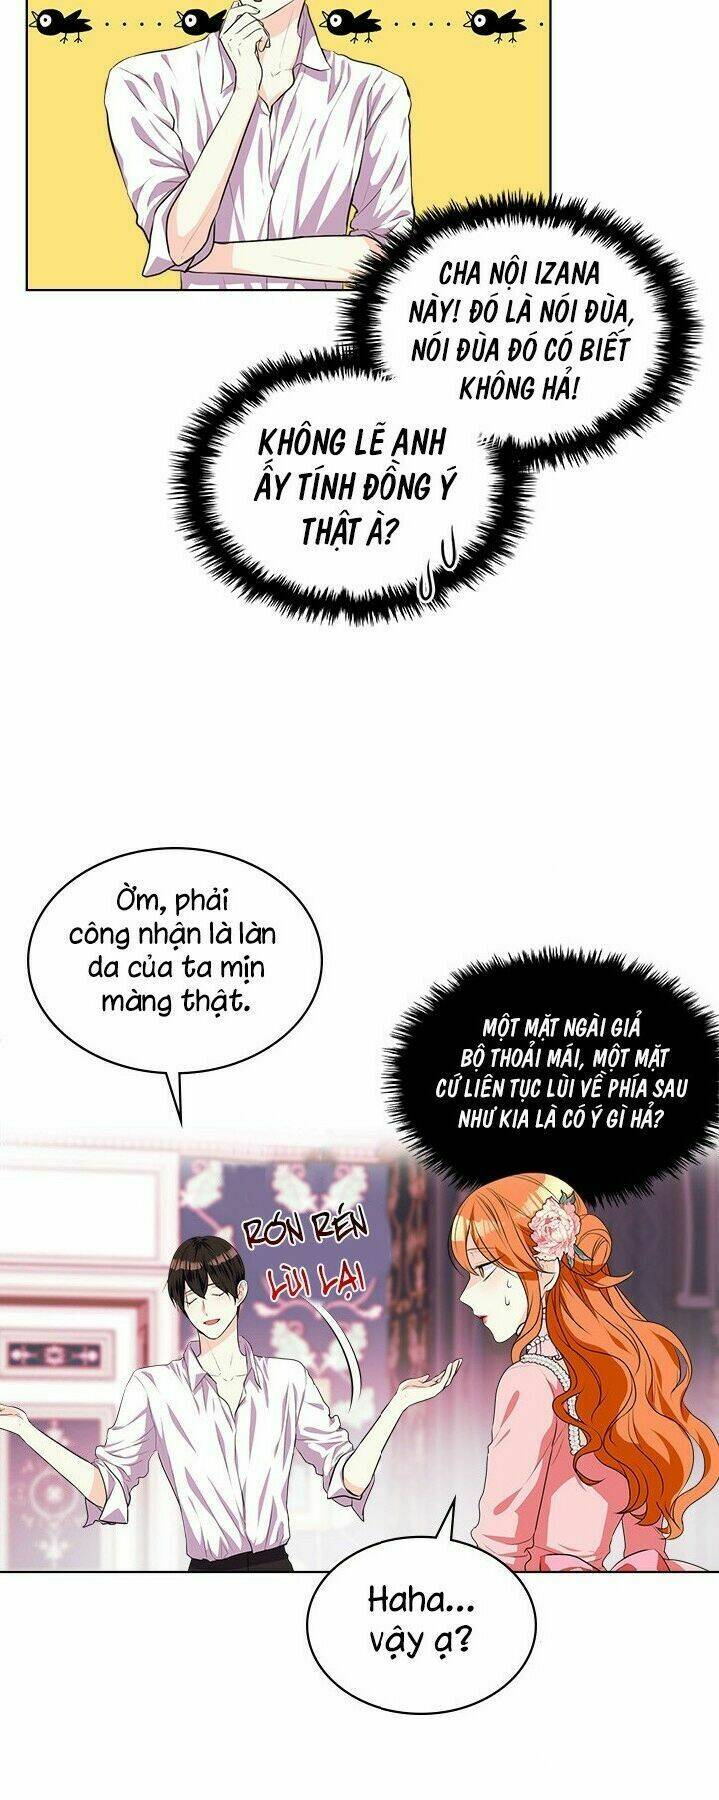 CHA NỘI IZANA
NÀY! ĐÓ LÀ NÓI ĐÙA,
NÓI ĐÙA ĐÓ CÓ BIẾT
KHÔNG HẢ!
KHÔNG LẼ ANH
ẤY TÍNH ĐỒNG Ý
THẬT À?
Ờm, phải
công nhận là làn
da của ta mịn
màng thật.
MỘT MẶT NGÀI GIẢ
BỘ THOẢI MÁI, MỘT MẶT
CỨ LIÊN TỤC LÙI VỀ PHÍA SAU
NHƯ KIA LÀ CÓ Ý GÌ HẢ?
RÓN RÉN
LÙI LẠI
Haha...
vậy ạ?